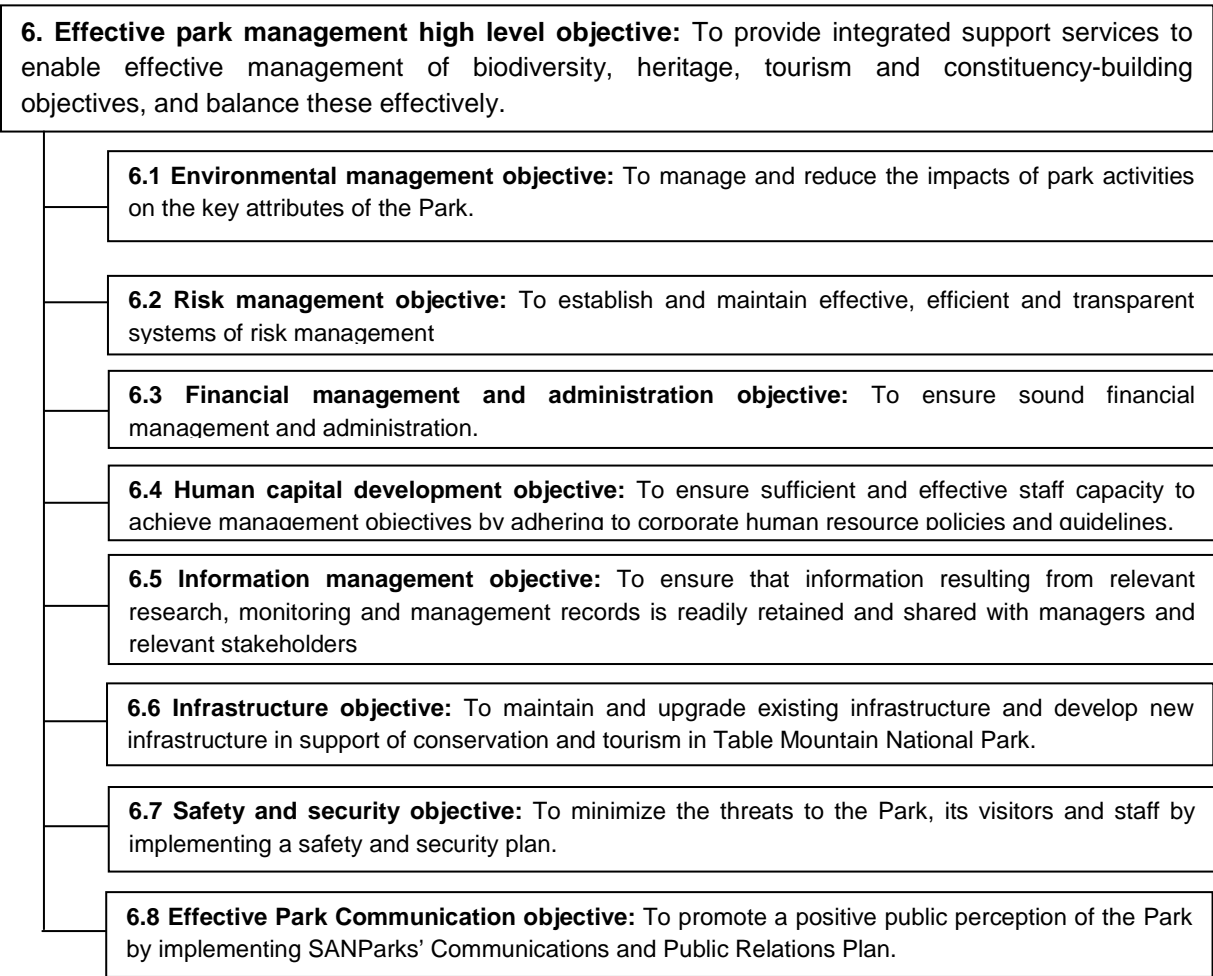 6. Effective park management high level objective: To provide integrated support services to
enable effective management of biodiversity, heritage, tourism and constituency-building
objectives, and balance these effectively.
6.1 Environmental management objective: To manage and reduce the impacts of park activities
on the key attributes of the Park.
6.2 Risk management objective: To establish and maintain effective, efficient and transparent
systems of risk management
6.3 Financial management and administration objective: To ensure sound financial
management and administration.
6.4 Human capital development objective: To ensure sufficient and effective staff capacity to
achieve management objectives by adhering to corporate human resource policies and guidelines.
6.5 Information management objective: To ensure that information resulting from relevant
research, monitoring and management records is readily retained and shared with managers and
relevant stakeholders
6.6 Infrastructure objective: To maintain and upgrade existing infrastructure and develop new
infrastructure in support of conservation and tourism in Table Mountain National Park.
6.7 Safety and security objective: To minimize the threats to the Park, its visitors and staff by
implementing a safety and security plan.
6.8 Effective Park Communication objective: To promote a positive public perception of the Park
by implementing SANParks' Communications and Public Relations Plan.